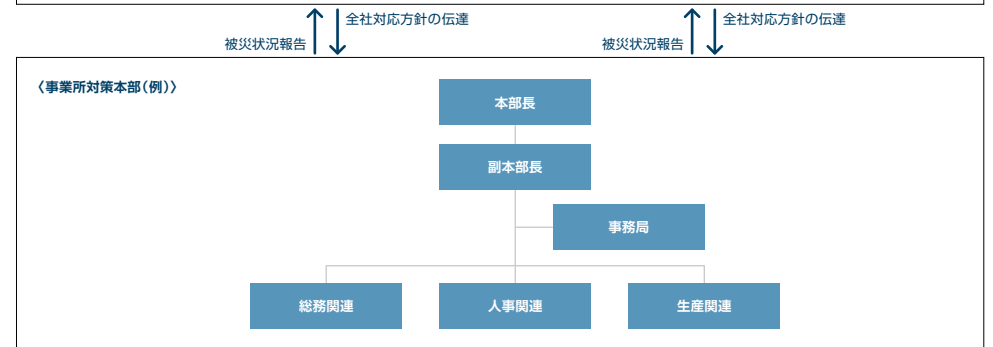 全社対応方針の伝達
被災状況報告
全社対応方針の伝達
被災状況報告
〈事業所対策本部(例)〉
本部長
副本部長
事務局
総務関連
人事関連
生産関連